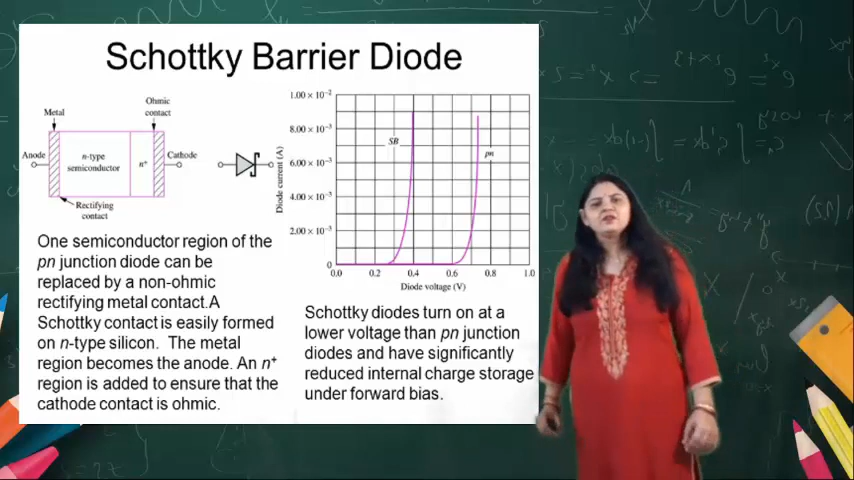 Schottky Barrier Diode
Ohmic
contact
Metal
Anode
n-type
semiconductor
n+
Cathode
Rectifying
contact
1.00 × 10⁻²
8.00 × 10⁻³
6.00 × 10⁻³
4.00 × 10⁻³
2.00 × 10⁻³
0
Diode current (A)
SB
pn
0.0 0.2 0.4 0.6 0.8 1.0
Diode voltage (V)
One semiconductor region of the
pn junction diode can be
replaced by a non-ohmic
rectifying metal contact.A
Schottky contact is easily formed
on n-type silicon. The metal
region becomes the anode. An n⁺
region is added to ensure that the
cathode contact is ohmic.
Schottky diodes turn on at a
lower voltage than pn junction
diodes and have significantly
reduced internal charge storage
under forward bias.